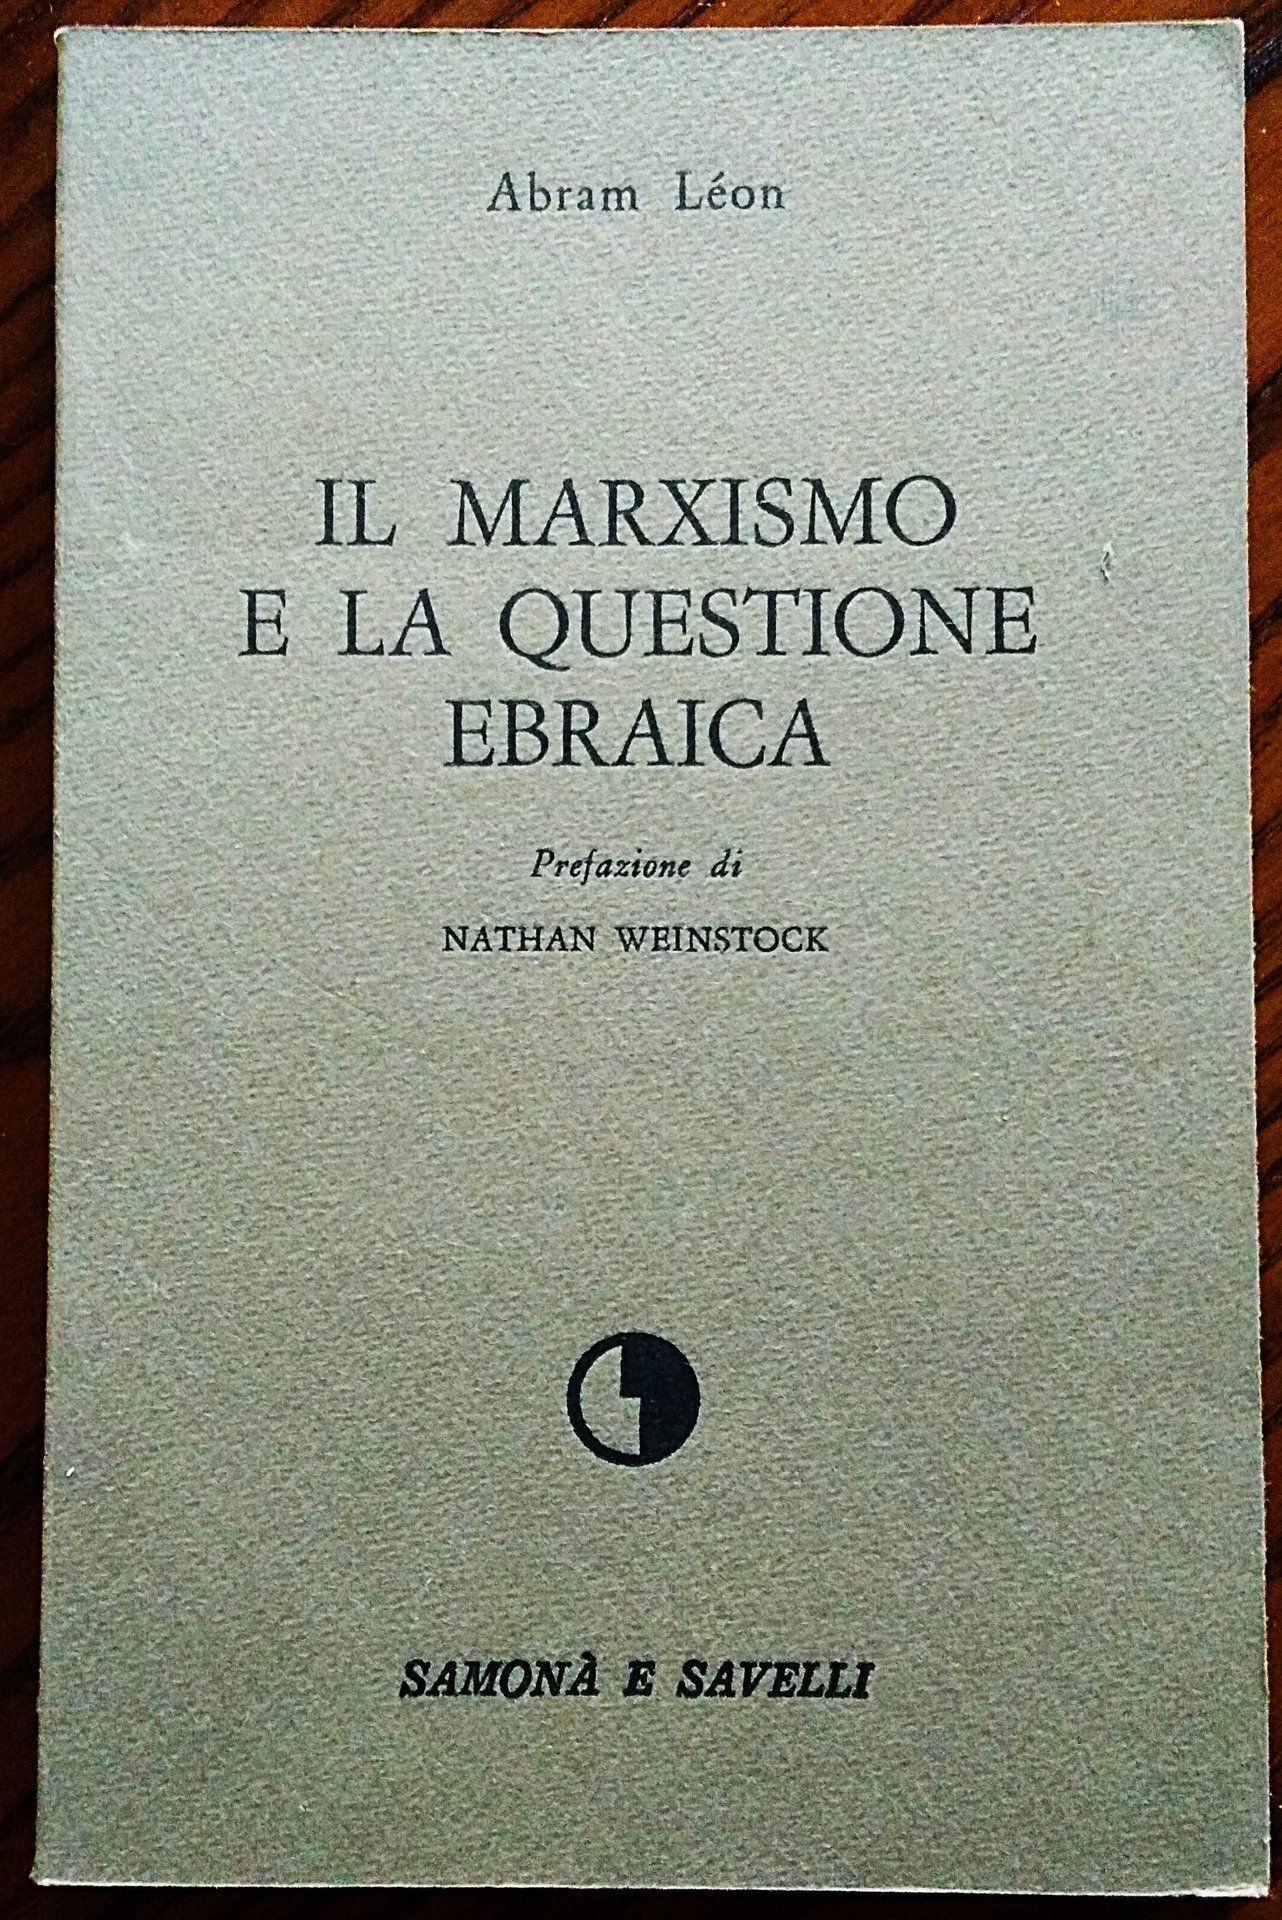 Abram Léon
IL MARXISMO
E LA QUESTIONE
EBRAICA
Prefazione di
NATHAN WEINSTOCK
SAMONÀ E SAVELLI